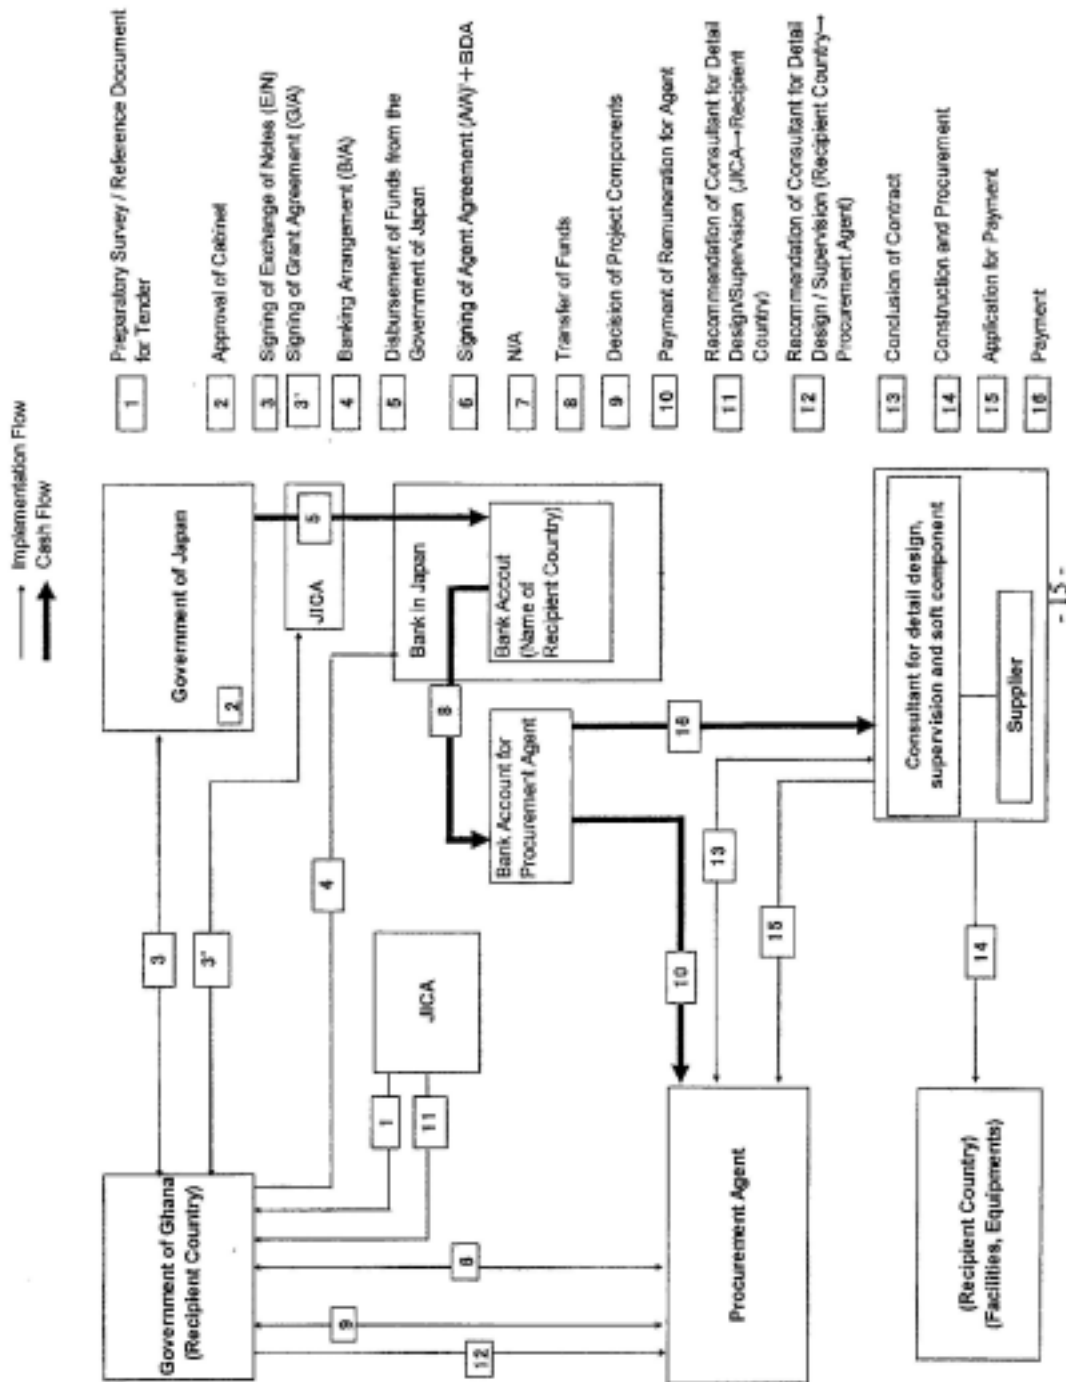 Implementation Flow
Cash Flow
Government of Ghana
(Recipient Country)
3
3'
Government of Japan
2
JICA
5
4
1
11
JICA
Bank in Japan
Bank Accout
(Name of
Recipient Country)
8
Bank Account for
Procurement Agent
6
9
12
10
16
13
15
Procurement Agent
Consultant for detail design,
supervision and soft component
Supplier
14
(Recipient Country)
(Facilities, Equipments)
1 Preparatory Survey / Reference Document
for Tender
2 Approval of Cabinet
3 Signing of Exchange of Notes (E/N)
3' Signing of Grant Agreement (G/A)
4 Banking Arrangement (B/A)
5 Disbursement of Funds from the
Government of Japan
6 Signing of Agent Agreement (A/A)+BDA
7 N/A
8 Transfer of Funds
9 Decision of Project Components
10 Payment of Remuneration for Agent
11 Recommendation of Consultant for Detail
Design/Supervision (JICA→Recipient
Country)
12 Recommendation of Consultant for Detail
Design / Supervision (Recipient Country→
Procurement Agent)
13 Conclusion of Contract
14 Construction and Procurement
15 Application for Payment
16 Payment
- 15 -